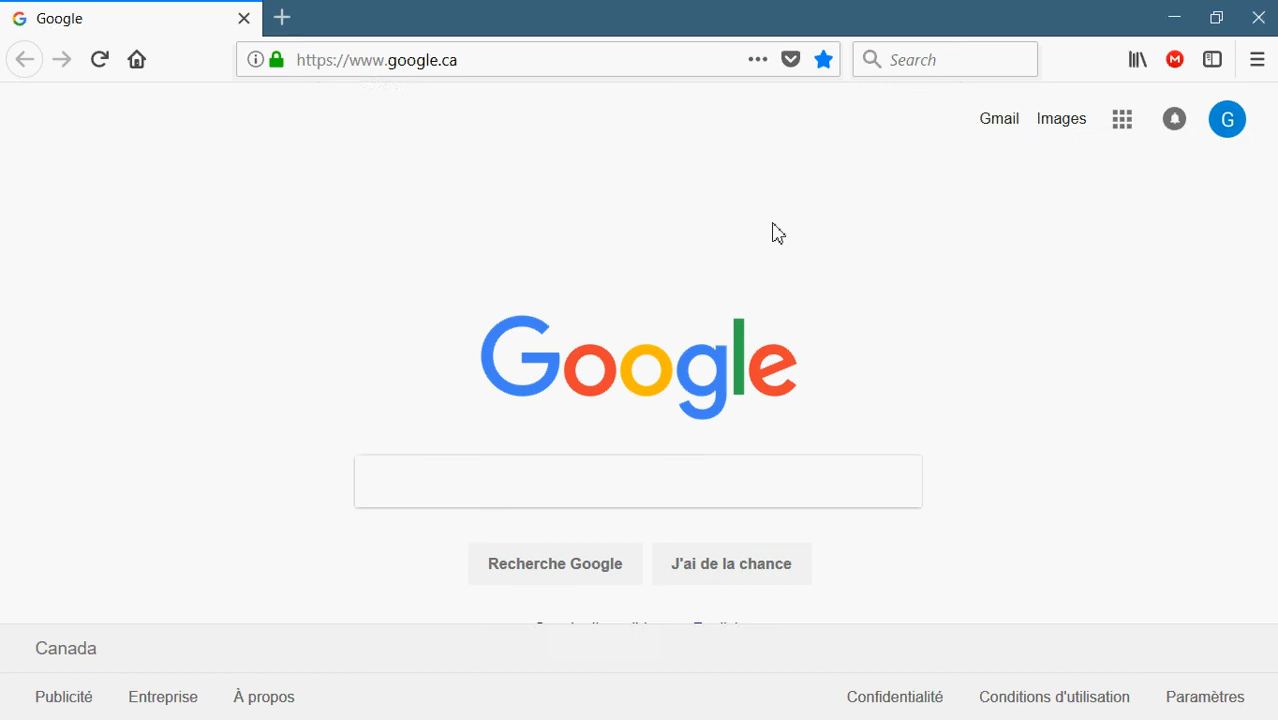 Google
https://www.google.ca
Search
Gmail Images G
Google
Recherche Google J'ai de la chance
Canada
Publicité Entreprise À propos Confidentialité Conditions d'utilisation Paramètres